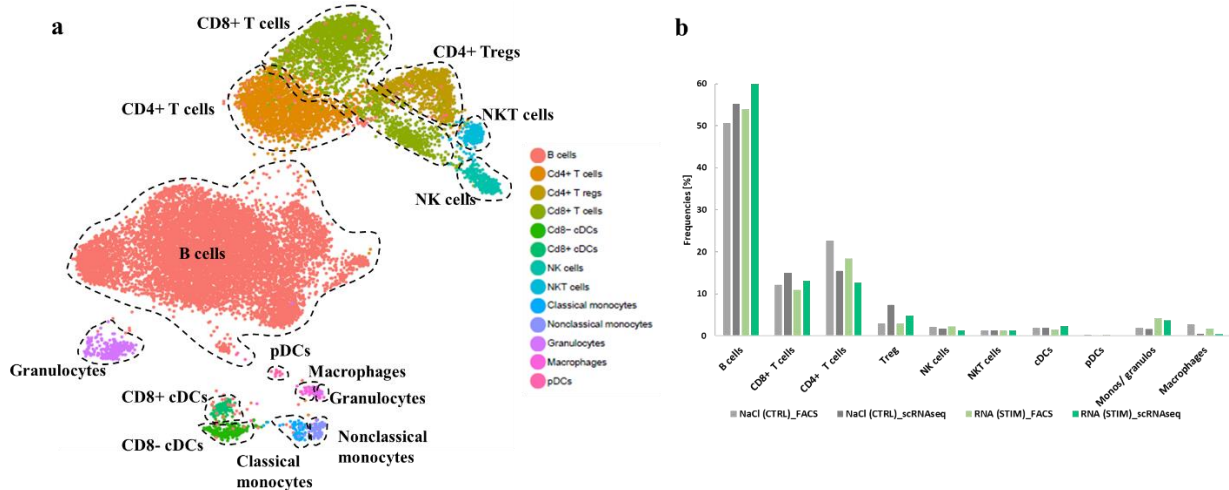 a
CD8+ T cells
CD4+ Tregs
CD4+ T cells
NKT cells
NK cells
B cells
Granulocytes
pDCs
Macrophages
Granulocytes
CD8+ cDCs
CD8- cDCs
Nonclassical
monocytes
Classical
monocytes
B cells
Cd4+ T cells
Cd4+ T regs
Cd8+ T cells
Cd8− cDCs
Cd8+ cDCs
NK cells
NKT cells
Classical monocytes
Nonclassical monocytes
Granulocytes
Macrophages
pDCs
b
Frequencies [%]
60
50
40
30
20
10
0
B cells
CD8+ T cells
CD4+ T cells
Treg
NK cells
NKT cells
cDCs
pDCs
Monos/ granulos
Macrophages
NaCl (CTRL)_FACS
NaCl (CTRL)_scRNAseq
RNA (STIM)_FACS
RNA (STIM)_scRNAseq